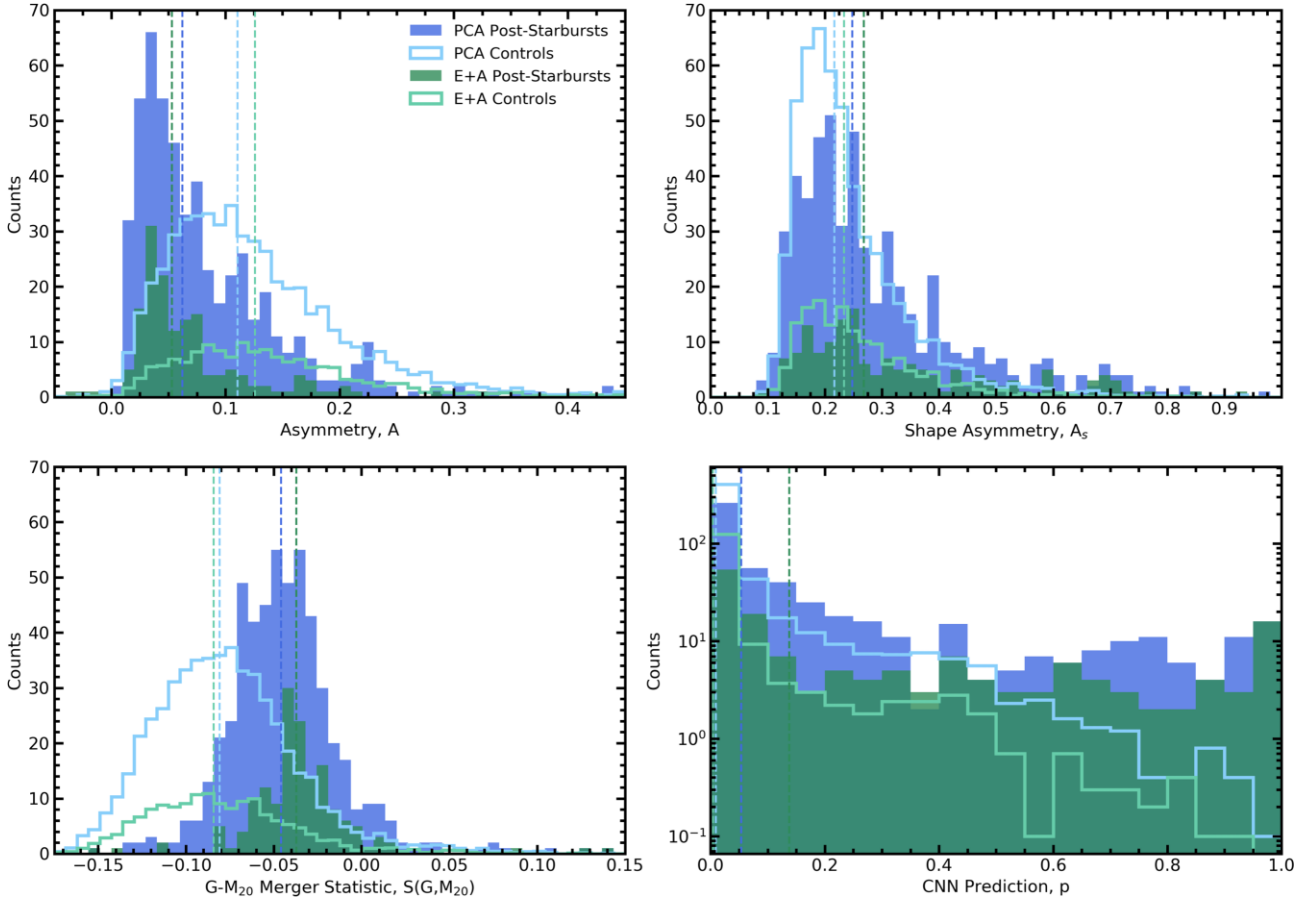 70
60
50
40
30
20
10
0
Counts
PCA Post-Starbursts
PCA Controls
E+A Post-Starbursts
E+A Controls
0.0 0.1 0.2 0.3 0.4
Asymmetry, A
70
60
50
40
30
20
10
0
Counts
0.0 0.1 0.2 0.3 0.4 0.5 0.6 0.7 0.8 0.9
Shape Asymmetry, Aₛ
70
60
50
40
30
20
10
0
Counts
−0.15 −0.10 −0.05 0.00 0.05 0.10 0.15
G-M₂₀ Merger Statistic, S(G,M₂₀)
10²
10¹
10⁰
10⁻¹
Counts
0.0 0.2 0.4 0.6 0.8 1.0
CNN Prediction, p